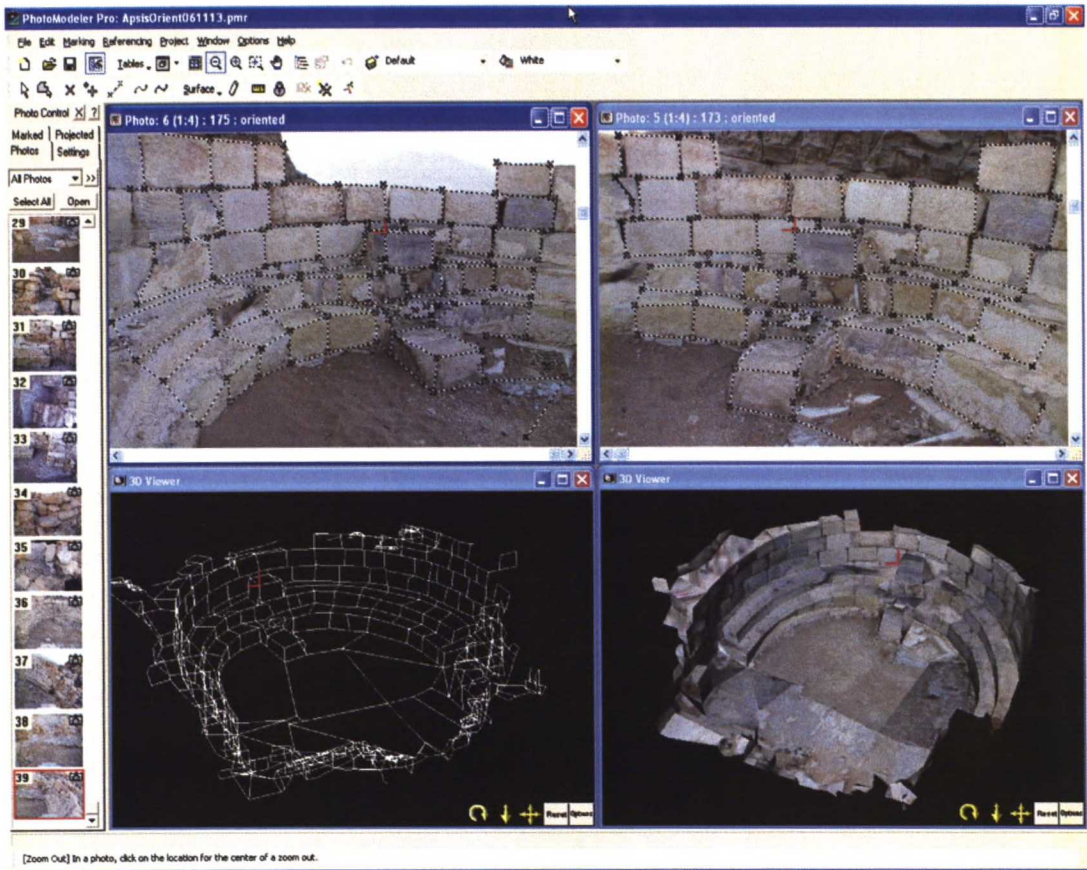 PhotoModeler Pro: ApsisOrient061113.pmr
File Edit Marking Referencing Project Window Options Help
Tables Default White
Surface
Photo Control X ?
Marked Projected
Photos Settings
All Photos >>
Select All Open
29
30
31
32
33
34
35
36
37
38
39
Photo: 6 (1:4) : 175 : oriented
Photo: 5 (1:4) : 173 : oriented
3D Viewer
Reset Options
3D Viewer
Reset Options
[Zoom Out] In a photo, click on the location for the center of a zoom out.